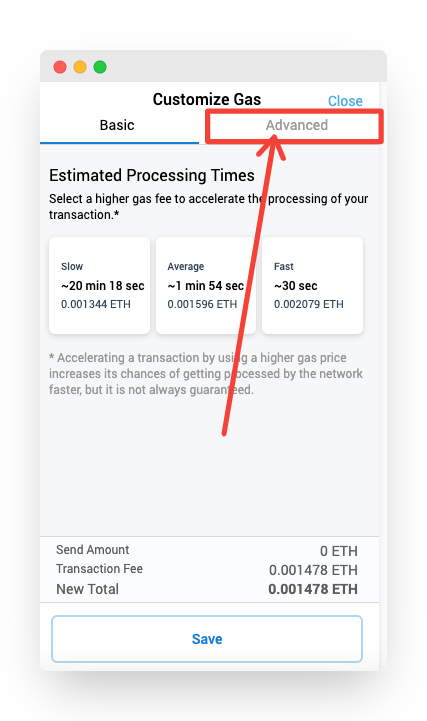 Customize Gas
Close
Basic
Advanced
Estimated Processing Times
Select a higher gas fee to accelerate the processing of your
transaction.*
Slow
~20 min 18 sec
0.001344 ETH
Average
~1 min 54 sec
0.001596 ETH
Fast
~30 sec
0.002079 ETH
* Accelerating a transaction by using a higher gas price
increases its chances of getting processed by the network
faster, but it is not always guaranteed.
Send Amount 0 ETH
Transaction Fee 0.001478 ETH
New Total 0.001478 ETH
Save